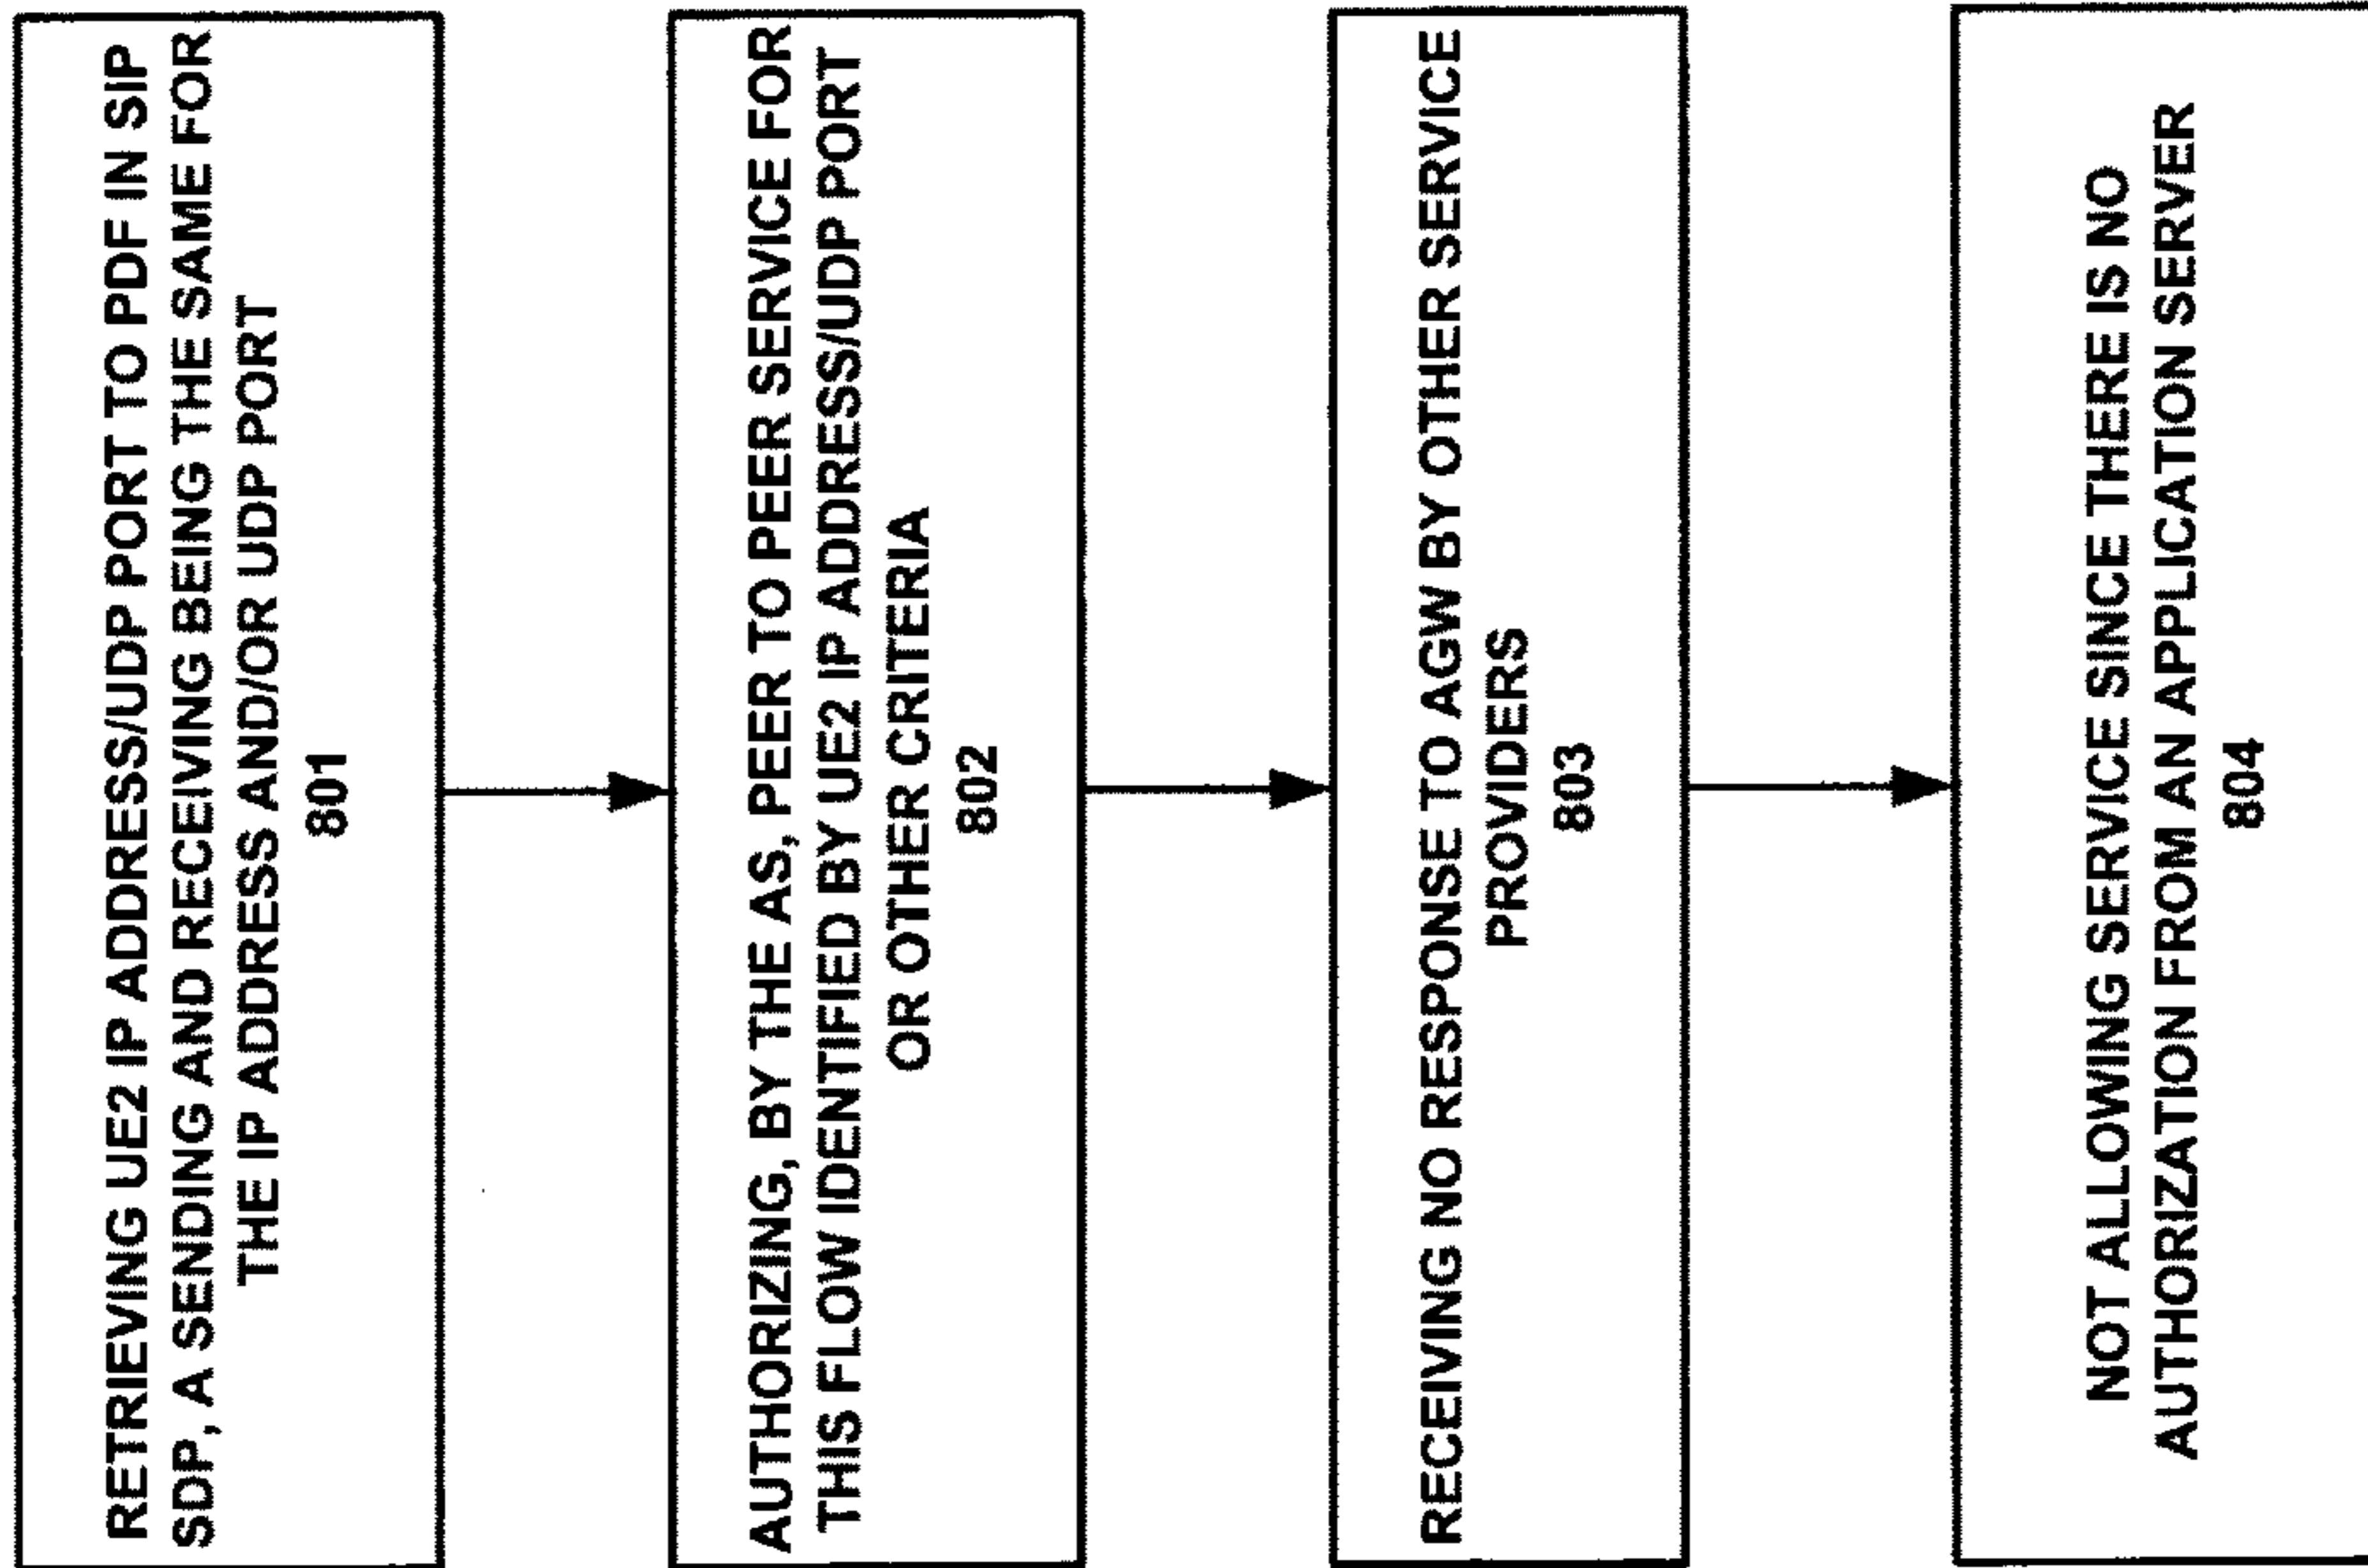 RETRIEVING UE2 IP ADDRESS/UDP PORT TO PDF IN SIP
SDP, A SENDING AND RECEIVING BEING THE SAME FOR
THE IP ADDRESS AND/OR UDP PORT
801
AUTHORIZING, BY THE AS, PEER TO PEER SERVICE FOR
THIS FLOW IDENTIFIED BY UE2 IP ADDRESS/UDP PORT
OR OTHER CRITERIA
802
RECEIVING NO RESPONSE TO AGW BY OTHER SERVICE
PROVIDERS
803
NOT ALLOWING SERVICE SINCE THERE IS NO
AUTHORIZATION FROM AN APPLICATION SERVER
804